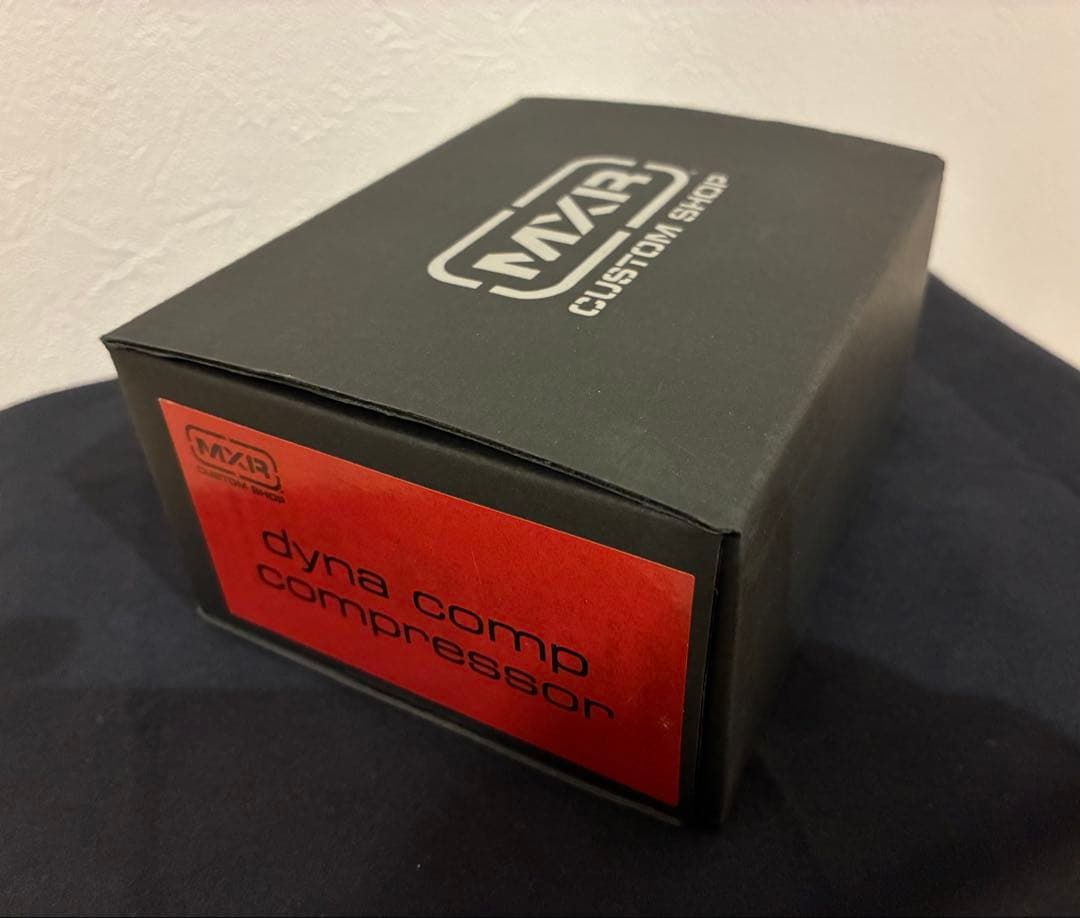 MXR
CUSTOM SHOP
MXR
CUSTOM SHOP
dyna comp
compressor